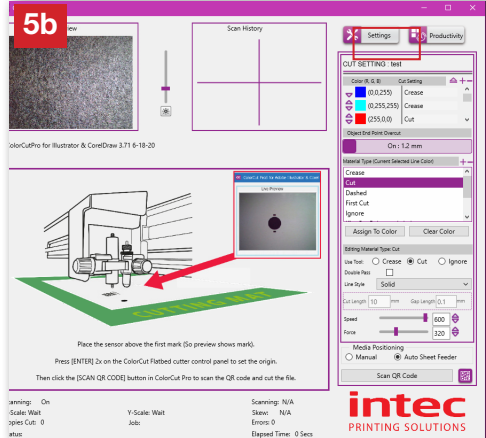 5b
Scan History
Settings
Productivity
CUT SETTING : test
Color (R, G, B) Cut Setting
(0,0,255) Crease
(0,255,255) Crease
(255,0,0) Cut
Object End Point Overcut
On : 1.2 mm
Material Type (Current Selected Line Color)
Crease
Cut
Dashed
First Cut
Ignore
Assign To Color Clear Color
Editing Material Type: Cut
Use Tool: Crease Cut Ignore
Double Pass
Line Style Solid
Cut Length 10 mm Gap Length 0.1 mm
Speed 600
Force 320
Media Positioning
Manual Auto Sheet Feeder
Scan QR Code
ColorCutPro for Illustrator & CorelDraw 3.71 6-18-20
Live Preview
CUTTING MAT
Place the sensor above the first mark (So preview shows mark).
Press [ENTER] 2x on the ColorCut Flatbed cutter control panel to set the origin.
Then click the [SCAN QR CODE] button in ColorCut Pro to scan the QR code and cut the file.
canning: On
-Scale: Wait
opies Cut: 0
tatus:
Y-Scale: Wait
Job:
Scanning: N/A
Skew: N/A
Errors: 0
Elapsed Time: 0 Secs
intec
PRINTING SOLUTIONS